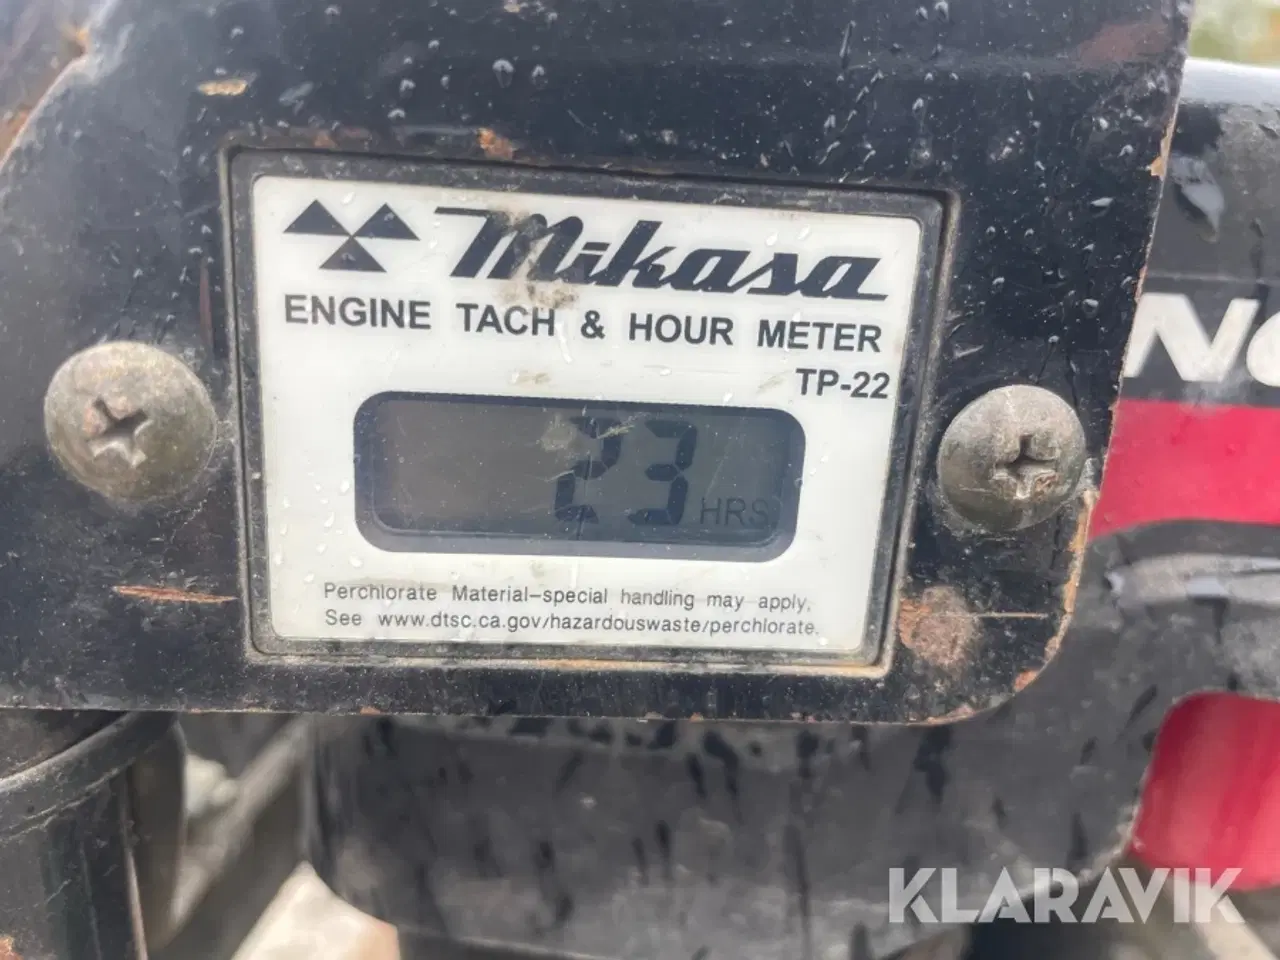 Mikasa
ENGINE TACH & HOUR METER
TP-22
23 HRS
Perchlorate Material-special handling may apply.
See www.dtsc.ca.gov/hazardouswaste/perchlorate.
KLARAVIK